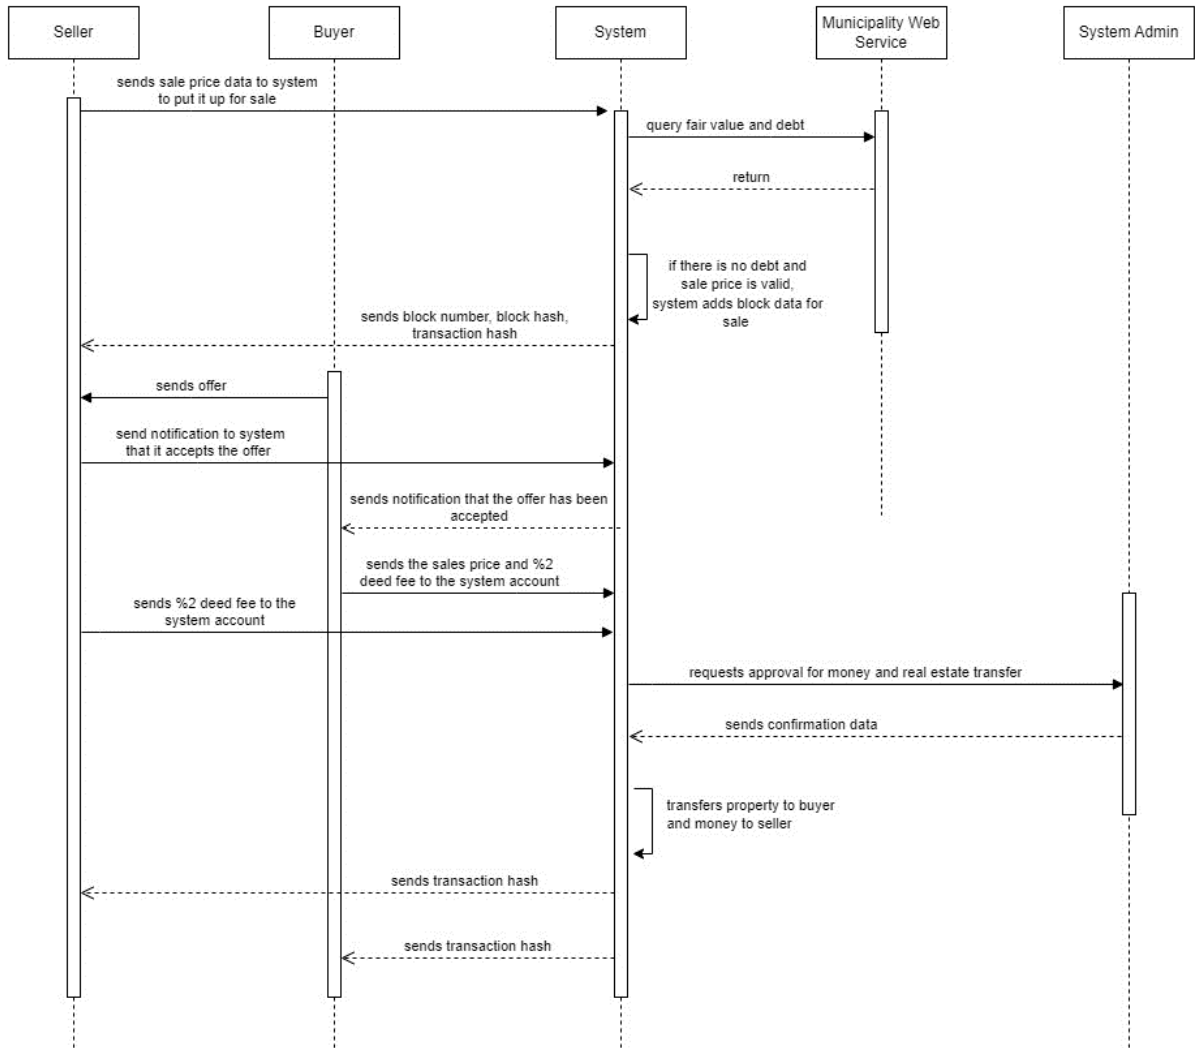 Seller
Buyer
System
Municipality Web
Service
System Admin
sends sale price data to system
to put it up for sale
query fair value and debt
return
if there is no debt and
sale price is valid,
system adds block data for
sale
sends block number, block hash,
transaction hash
sends offer
send notification to system
that it accepts the offer
sends notification that the offer has been
accepted
sends the sales price and %2
deed fee to the system account
sends %2 deed fee to the
system account
requests approval for money and real estate transfer
sends confirmation data
transfers property to buyer
and money to seller
sends transaction hash
sends transaction hash